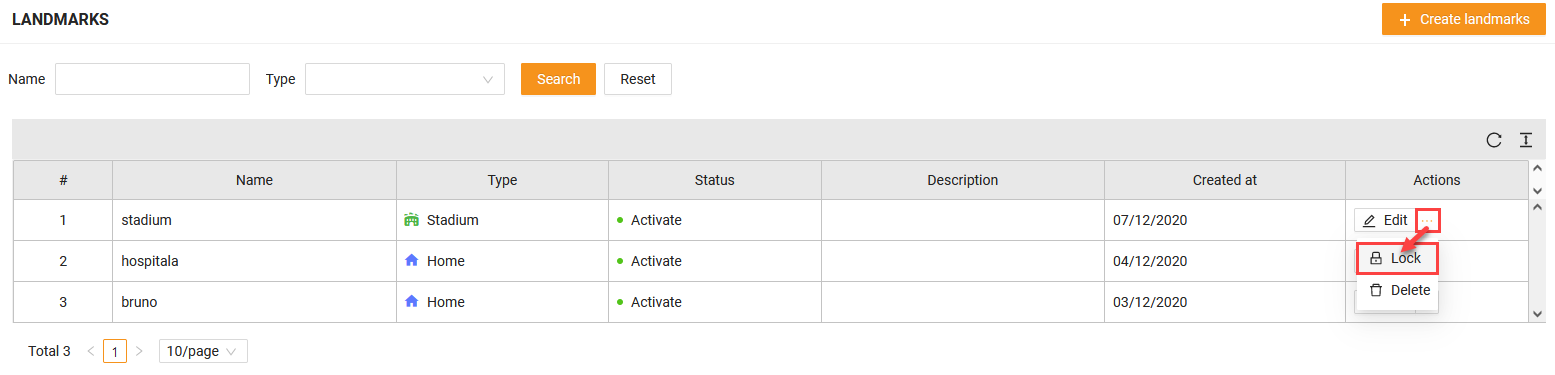 LANDMARKS
+ Create landmarks
Name Type Search Reset
# Name Type Status Description Created at Actions
1 stadium Stadium Activate 07/12/2020 Edit ...
2 hospitala Home Activate 04/12/2020 Lock
3 bruno Home Activate 03/12/2020 Delete
Total 3 < 1 > 10/page